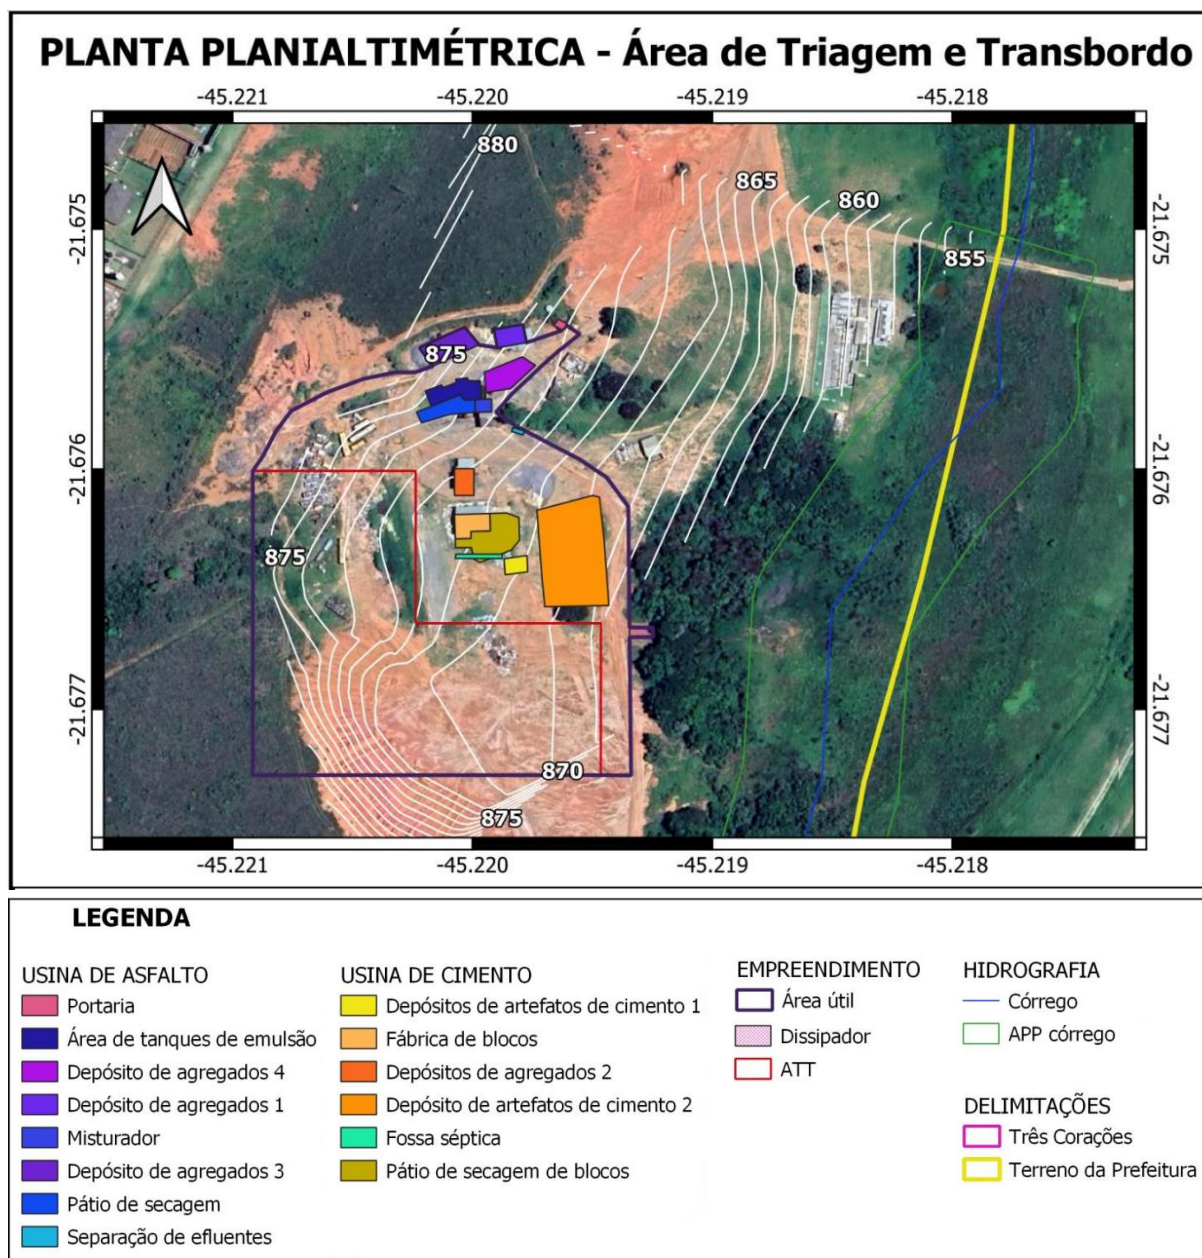 PLANTA PLANIALTIMÉTRICA - Área de Triagem e Transbordo
-45.221 -45.220 -45.219 -45.218
880
865
860
-21.675
-21.675
855
875
-21.676
-21.676
875
-21.677
-21.677
870
875
-45.221 -45.220 -45.219 -45.218
LEGENDA
USINA DE ASFALTO
Portaria
Área de tanques de emulsão
Depósito de agregados 4
Depósito de agregados 1
Misturador
Depósito de agregados 3
Pátio de secagem
Separação de efluentes
USINA DE CIMENTO
Depósitos de artefatos de cimento 1
Fábrica de blocos
Depósitos de agregados 2
Depósito de artefatos de cimento 2
Fossa séptica
Pátio de secagem de blocos
EMPREENDIMENTO
Área útil
Dissipador
ATT
HIDROGRAFIA
Córrego
APP córrego
DELIMITAÇÕES
Três Corações
Terreno da Prefeitura